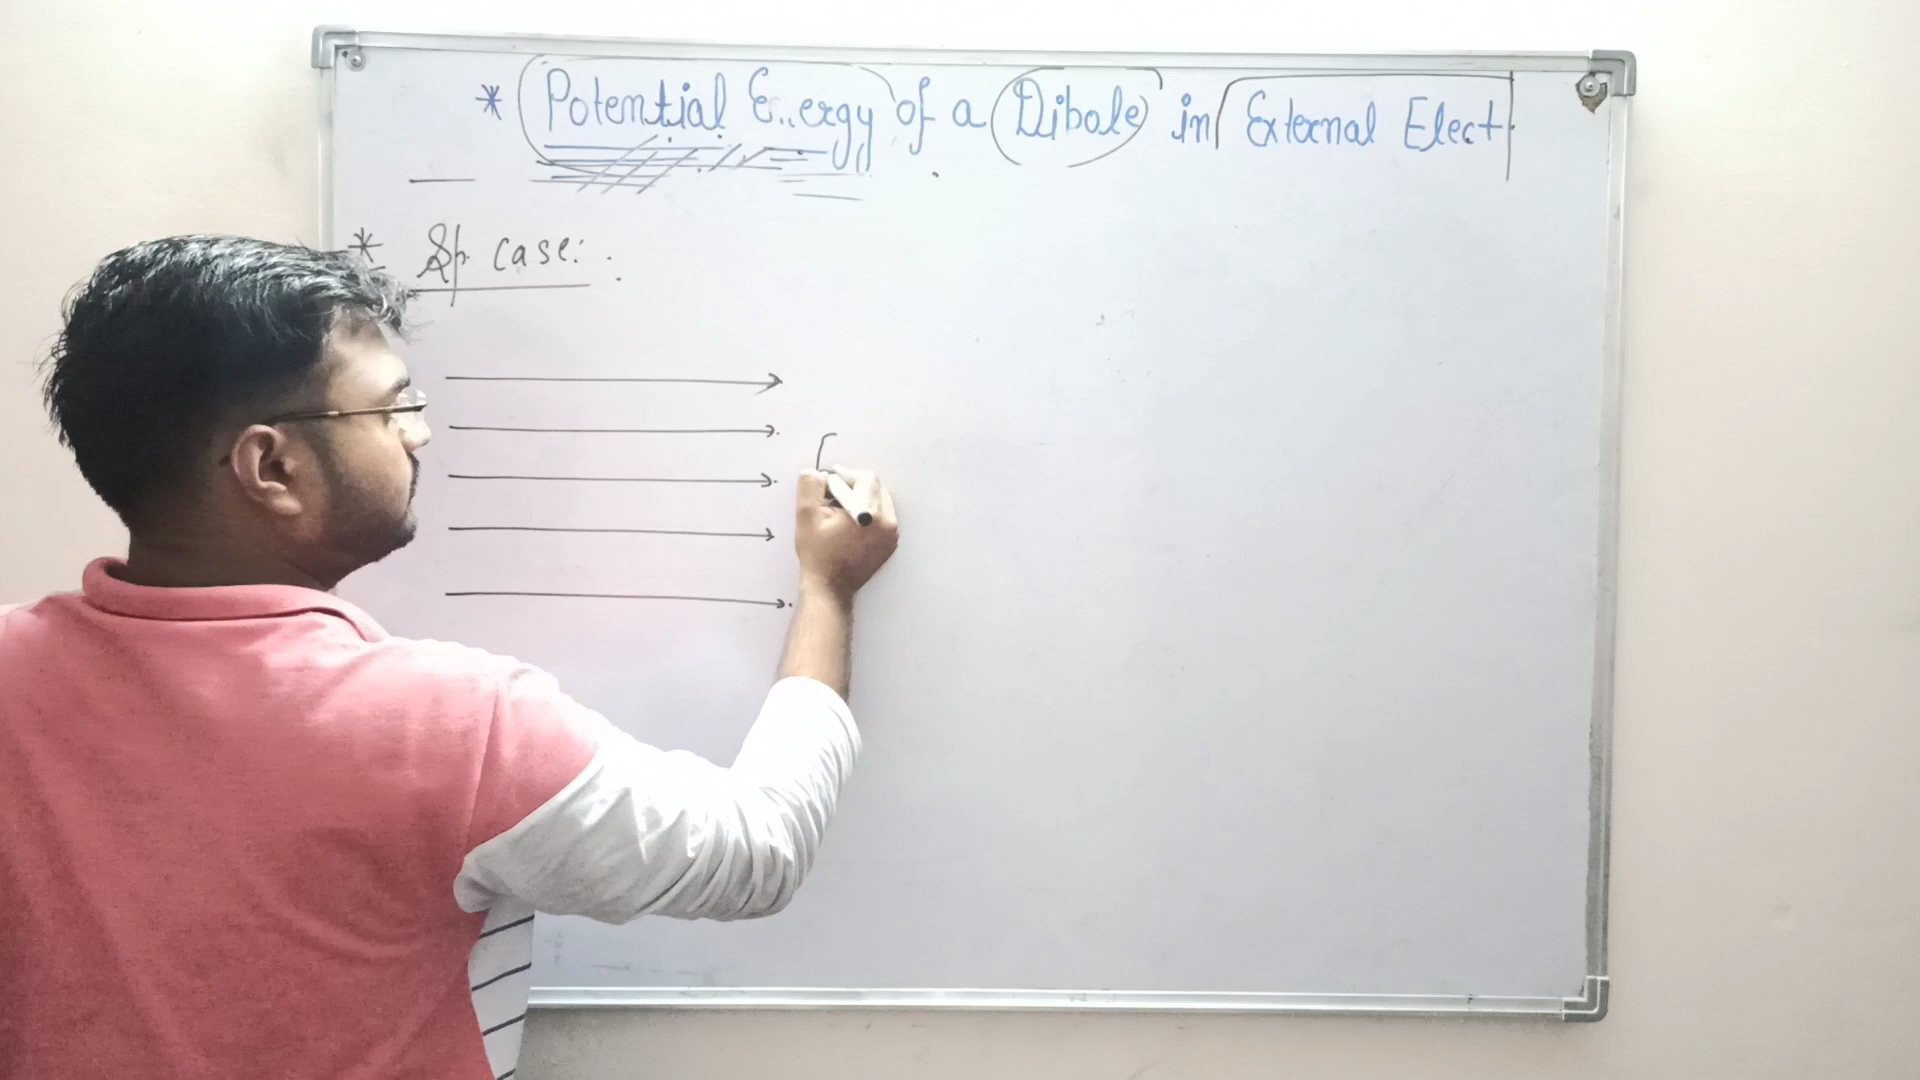 * Potential Energy of a Dipole in External Elect
* Sp. case: